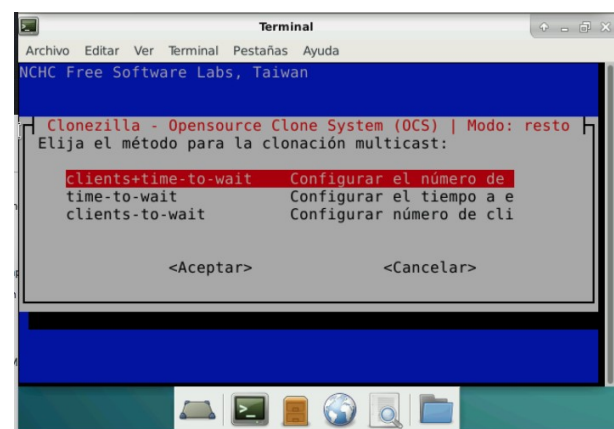 Terminal
Archivo Editar Ver Terminal Pestañas Ayuda
NCHC Free Software Labs, Taiwan
Clonezilla - Opensource Clone System (OCS) | Modo: resto
Elija el método para la clonación multicast:
clients+time-to-wait Configurar el número de
time-to-wait Configurar el tiempo a e
clients-to-wait Configurar número de cli
<Aceptar> <Cancelar>